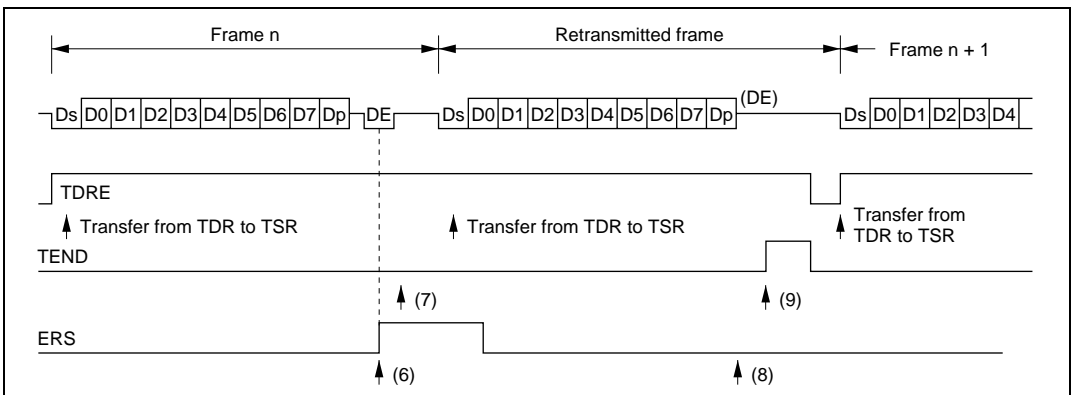 Frame n
Retransmitted frame
Frame n + 1
(DE)
Ds D0 D1 D2 D3 D4 D5 D6 D7 Dp DE Ds D0 D1 D2 D3 D4 D5 D6 D7 Dp Ds D0 D1 D2 D3 D4
TDRE
Transfer from TDR to TSR
Transfer from TDR to TSR
Transfer from
TDR to TSR
TEND
(7)
(9)
ERS
(6)
(8)